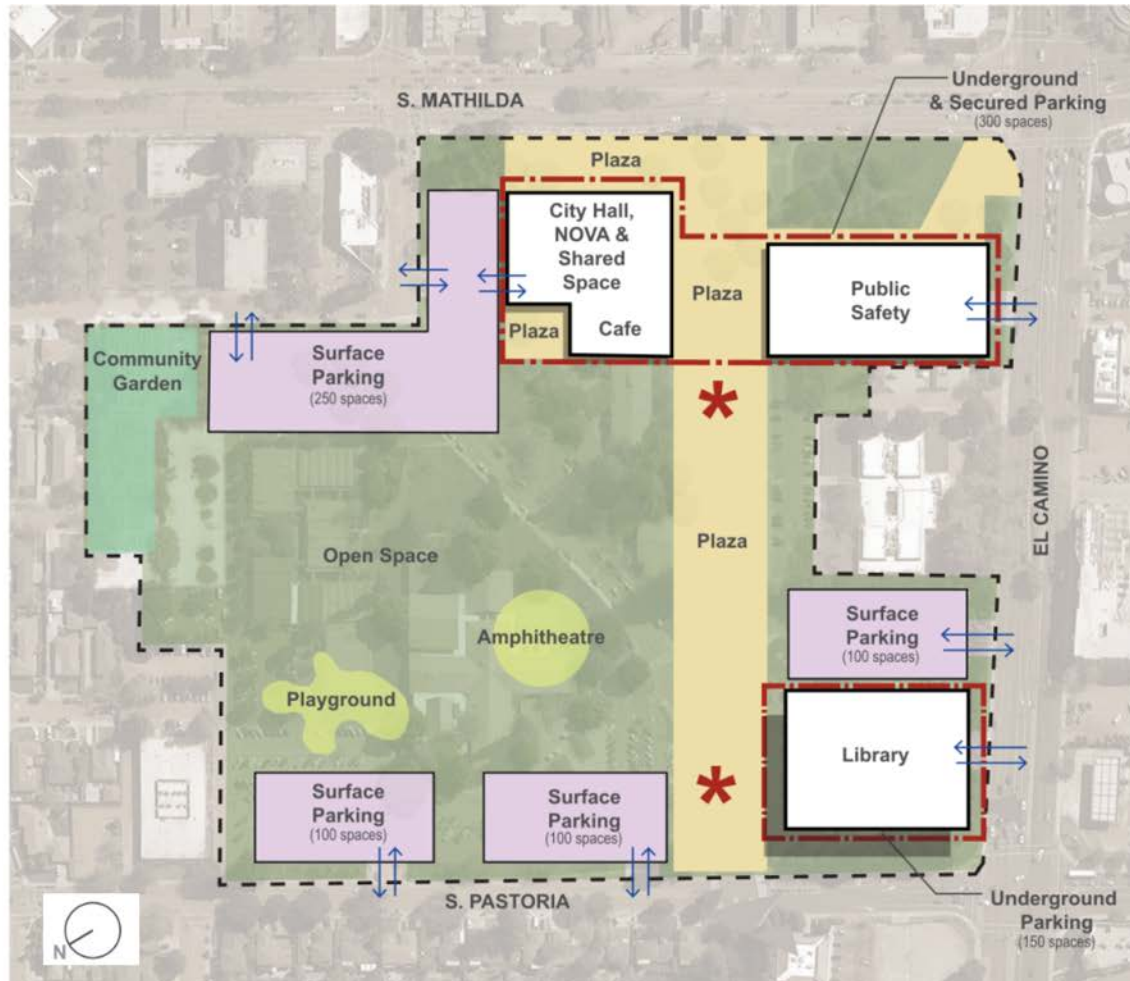 S. MATHILDA
Underground
& Secured Parking
(300 spaces)
Plaza
City Hall,
NOVA &
Shared
Space
Cafe
Plaza
Plaza
Public
Safety
Community
Garden
Surface
Parking
(250 spaces)
*
Open Space
Plaza
EL CAMINO
Amphitheatre
Playground
Surface
Parking
(100 spaces)
Library
*
Surface
Parking
(100 spaces)
Surface
Parking
(100 spaces)
S. PASTORIA
Underground
Parking
(150 spaces)
N